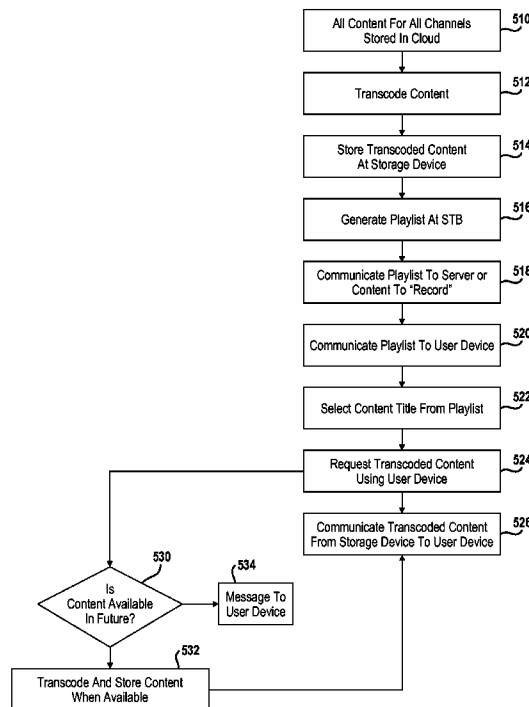 All Content For All Channels
Stored In Cloud
510
Transcode Content
512
Store Transcoded Content
At Storage Device
514
Generate Playlist At STB
516
Communicate Playlist To Server or
Content To "Record"
518
Communicate Playlist To User Device
520
Select Content Title From Playlist
522
Request Transcoded Content
Using User Device
524
Communicate Transcoded Content
From Storage Device To User Device
526
530
Is
Content Available
In Future?
534
Message To
User Device
532
Transcode And Store Content
When Available